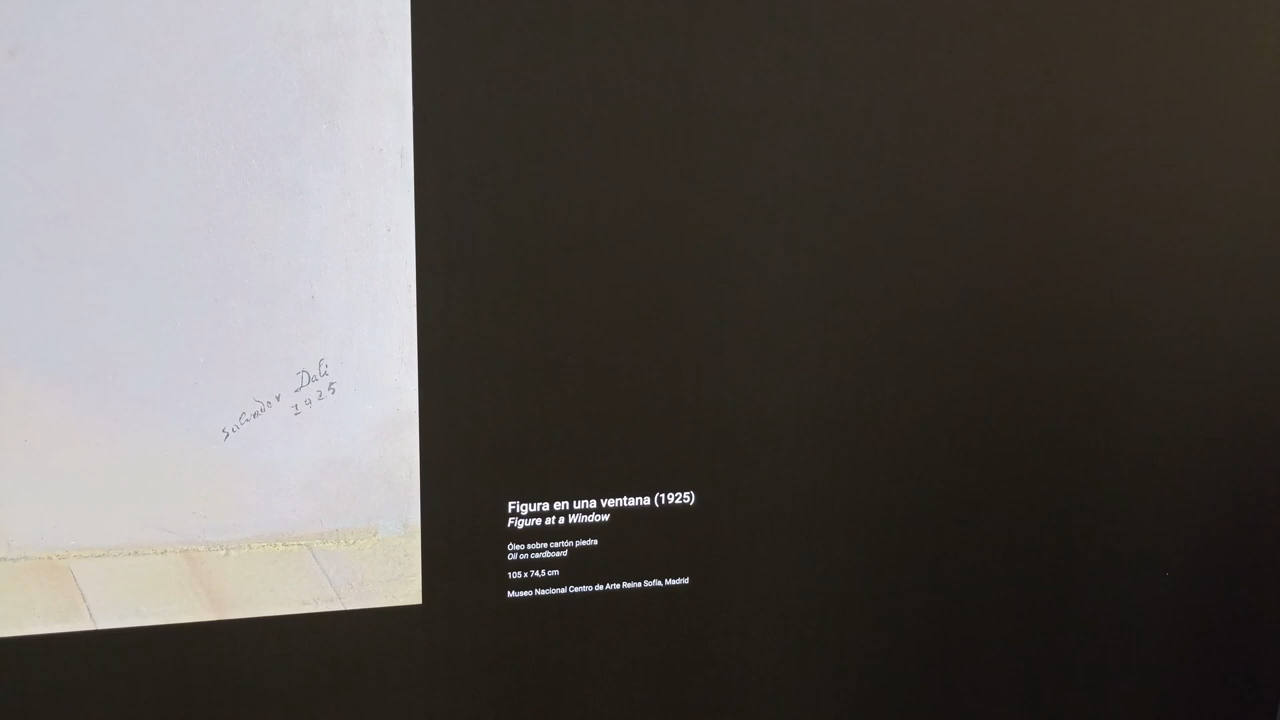 Salvador Dali
1925
Figura en una ventana (1925)
Figure at a Window
Óleo sobre cartón piedra
Oil on cardboard
105 x 74,5 cm
Museo Nacional Centro de Arte Reina Sofía, Madrid